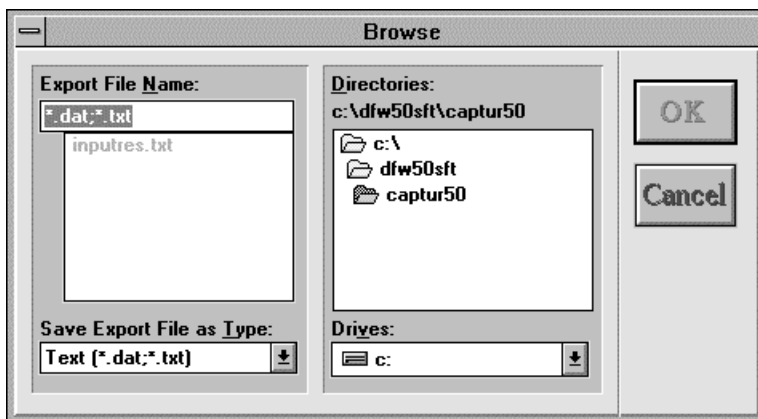 Browse
Export File Name:
*.dat;*.txt
inputres.txt
Save Export File as Type:
Text (*.dat;*.txt)
Directories:
c:\dfw50sft\captur50
c:\
dfw50sft
captur50
Drives:
c:
OK
Cancel